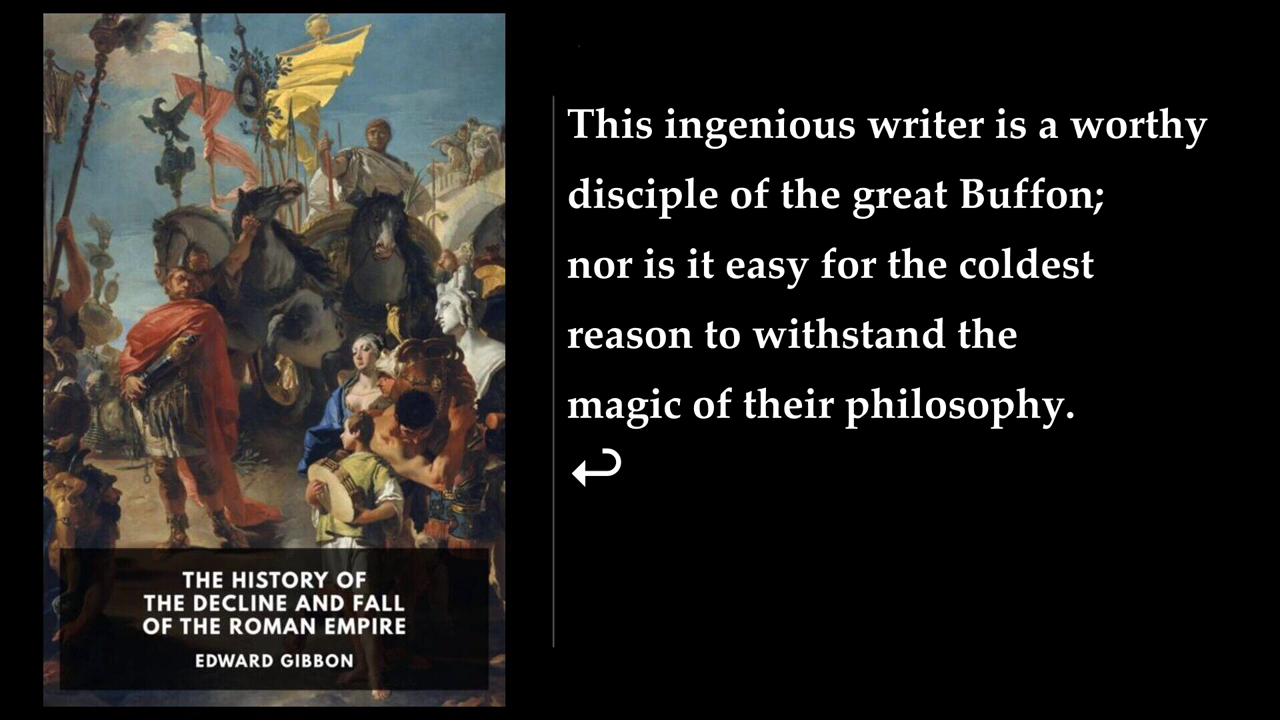 This ingenious writer is a worthy
disciple of the great Buffon;
nor is it easy for the coldest
reason to withstand the
magic of their philosophy.
↩
THE HISTORY OF
THE DECLINE AND FALL
OF THE ROMAN EMPIRE
EDWARD GIBBON